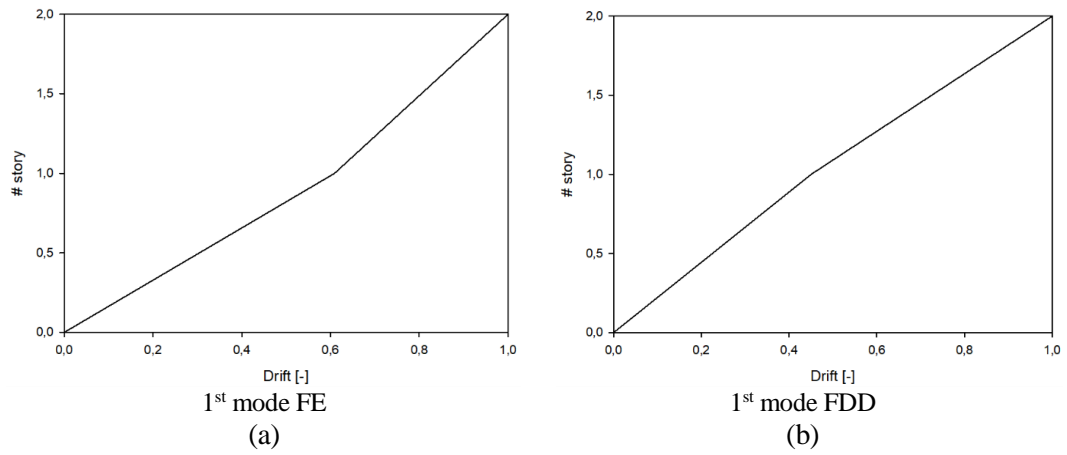 2,0
1,5
1,0
0,5
0,0
# story
0,0 0,2 0,4 0,6 0,8 1,0
Drift [-]
1st mode FE
(a)
2,0
1,5
1,0
0,5
0,0
# story
0,0 0,2 0,4 0,6 0,8 1,0
Drift [-]
1st mode FDD
(b)